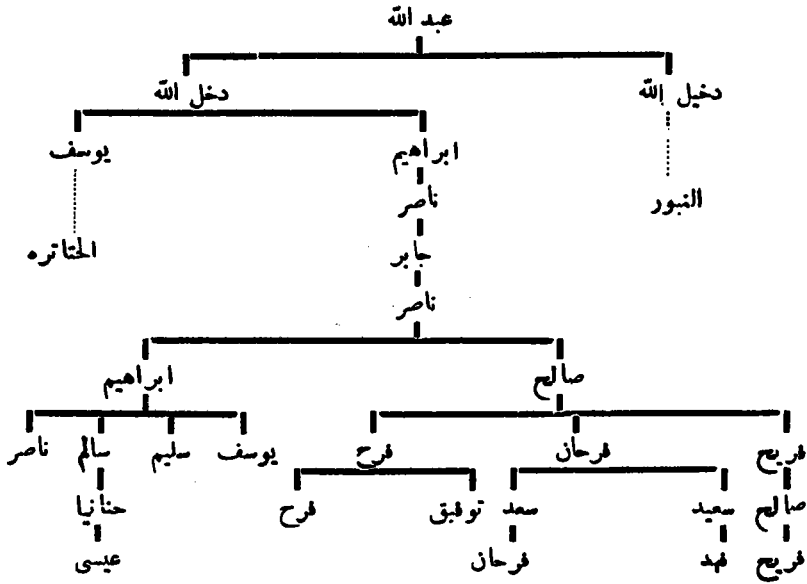 عبد الله
دخيل الله دخل الله
ابراهيم يوسف
النبور ناصر
جابر الحتاتره
ناصر
صالح ابراهيم
فريح فرحان فرح يوسف سليم سالم ناصر
صالح سعيد سعد توفيق فرح حنانيا
فريح فهد فرحان عيسى